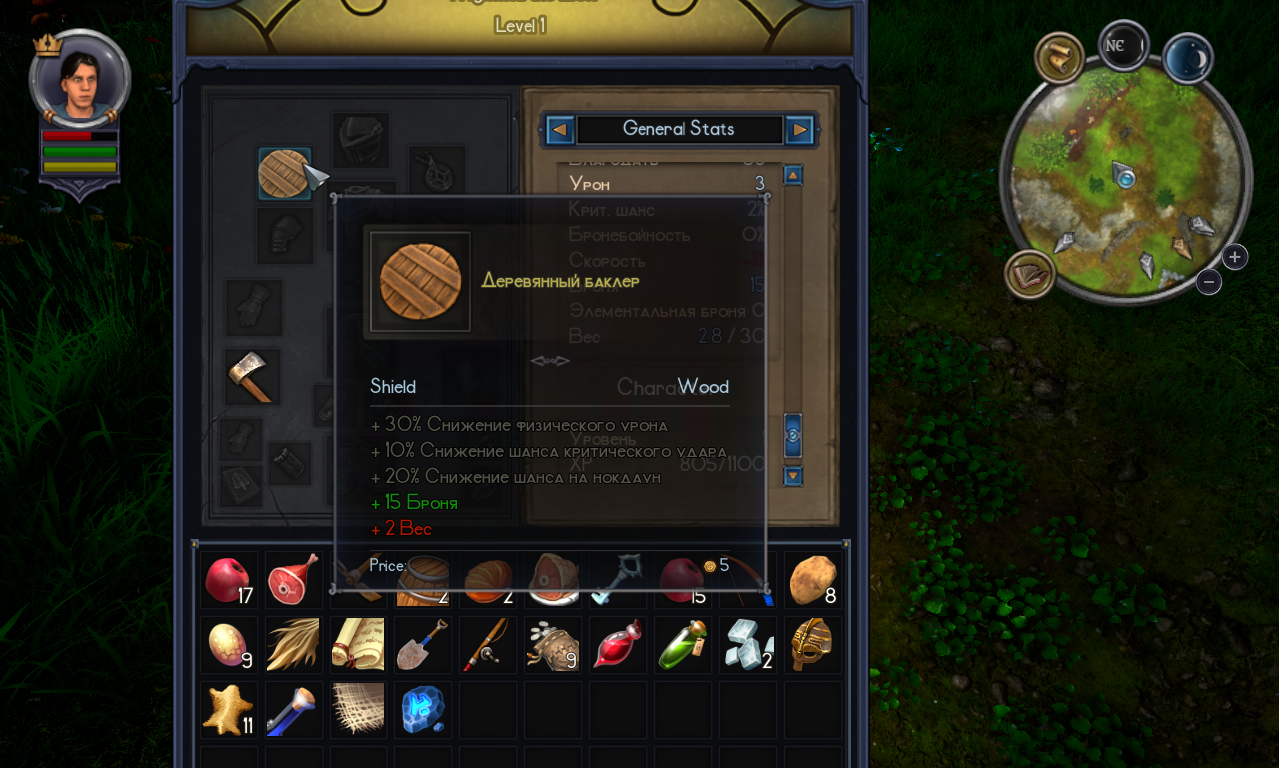 Level 1
NE
General Stats
Благодать
Урон 3
Крит. шанс 2%
Бронебойность 0%
Скорость
15
Элементальная броня 0
Вес 28 / 30
Деревянный баклер
Shield Wood
+ 30% Снижение физического урона
+ 10% Снижение шанса критического удара
+ 20% Снижение шанса на нокдаун
+ 15 Броня
+ 2 Вес
Уровень
XP 805/1100
Price: 5
17 2 2 15 8
9 9 2
11